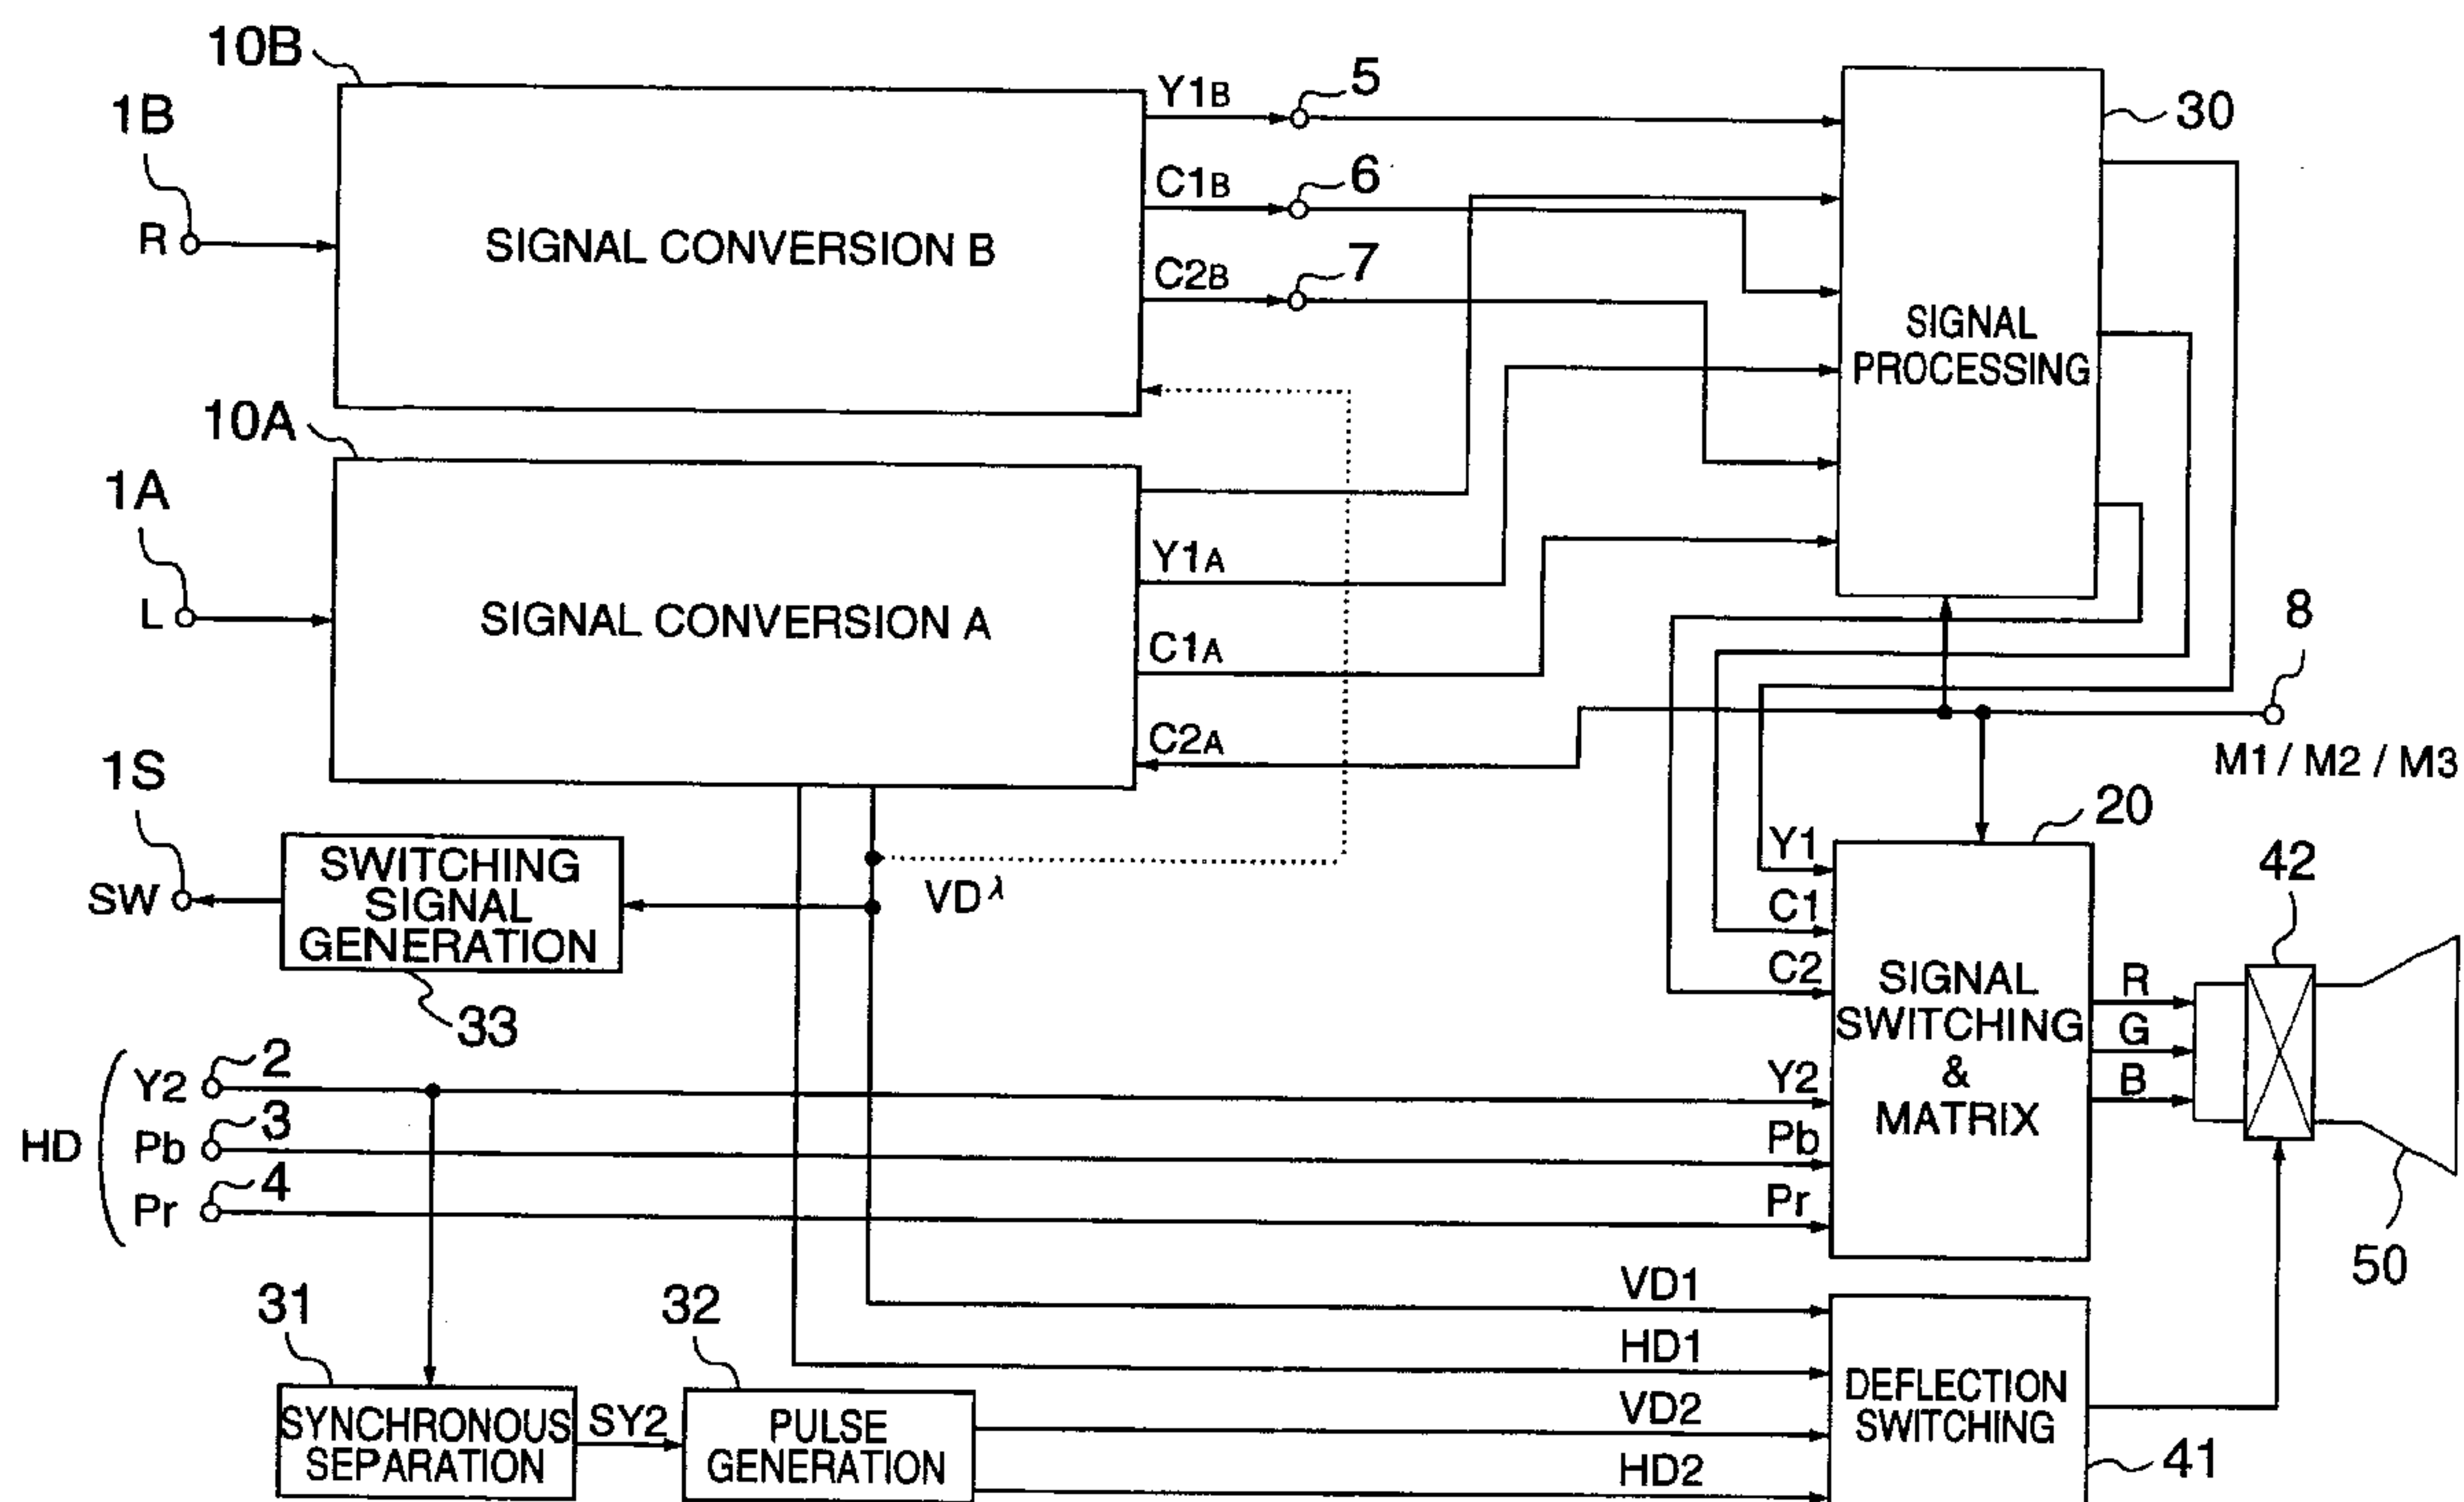 10B
1B
R
SIGNAL CONVERSION B
Y1B
5
C1B
6
C2B
7
30
SIGNAL
PROCESSING
10A
1A
L
SIGNAL CONVERSION A
Y1A
C1A
C2A
8
M1 / M2 / M3
1S
SW
SWITCHING
SIGNAL
GENERATION
33
VDλ
20
Y1
C1
C2
SIGNAL
SWITCHING
&
MATRIX
42
R
G
B
50
HD
Y2
2
Pb
3
Pr
4
Y2
Pb
Pr
31
SYNCHRONOUS
SEPARATION
SY2
32
PULSE
GENERATION
VD1
HD1
VD2
HD2
DEFLECTION
SWITCHING
41